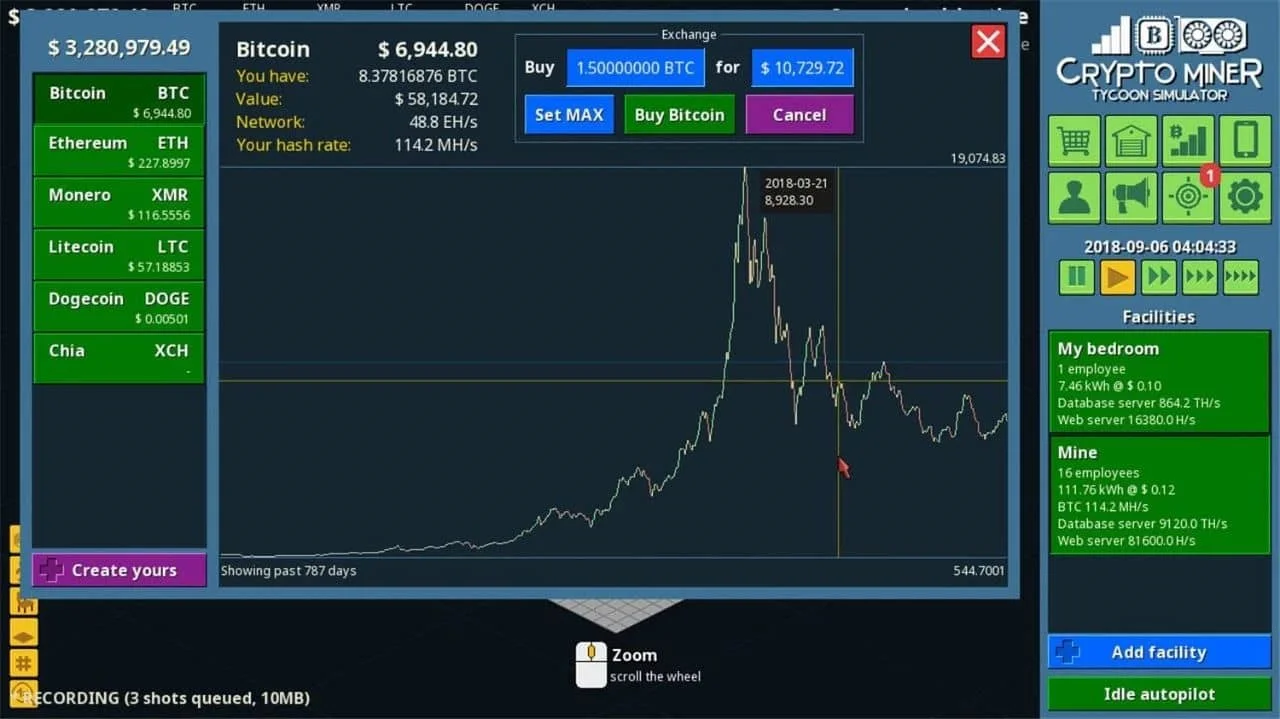 BTC ETH XMR LTC DOGE XCH
$ 3,280,979.49
Bitcoin BTC
$ 6,944.80
Ethereum ETH
$ 227.8997
Monero XMR
$ 116.5556
Litecoin LTC
$ 57.18853
Dogecoin DOGE
$ 0.00501
Chia XCH
-
Create yours
Bitcoin $ 6,944.80
You have: 8.37816876 BTC
Value: $ 58,184.72
Network: 48.8 EH/s
Your hash rate: 114.2 MH/s
Exchange
Buy 1.50000000 BTC for $ 10,729.72
Set MAX Buy Bitcoin Cancel
19,074.83
2018-03-21
8,928.30
Showing past 787 days 544.7001
Zoom
scroll the wheel
RECORDING (3 shots queued, 10MB)
CRYPTO MINER
TYCOON SIMULATOR
1
2018-09-06 04:04:33
Facilities
My bedroom
1 employee
7.46 kWh @ $ 0.10
Database server 864.2 TH/s
Web server 16380.0 H/s
Mine
16 employees
111.76 kWh @ $ 0.12
BTC 114.2 MH/s
Database server 9120.0 TH/s
Web server 81600.0 H/s
Add facility
Idle autopilot